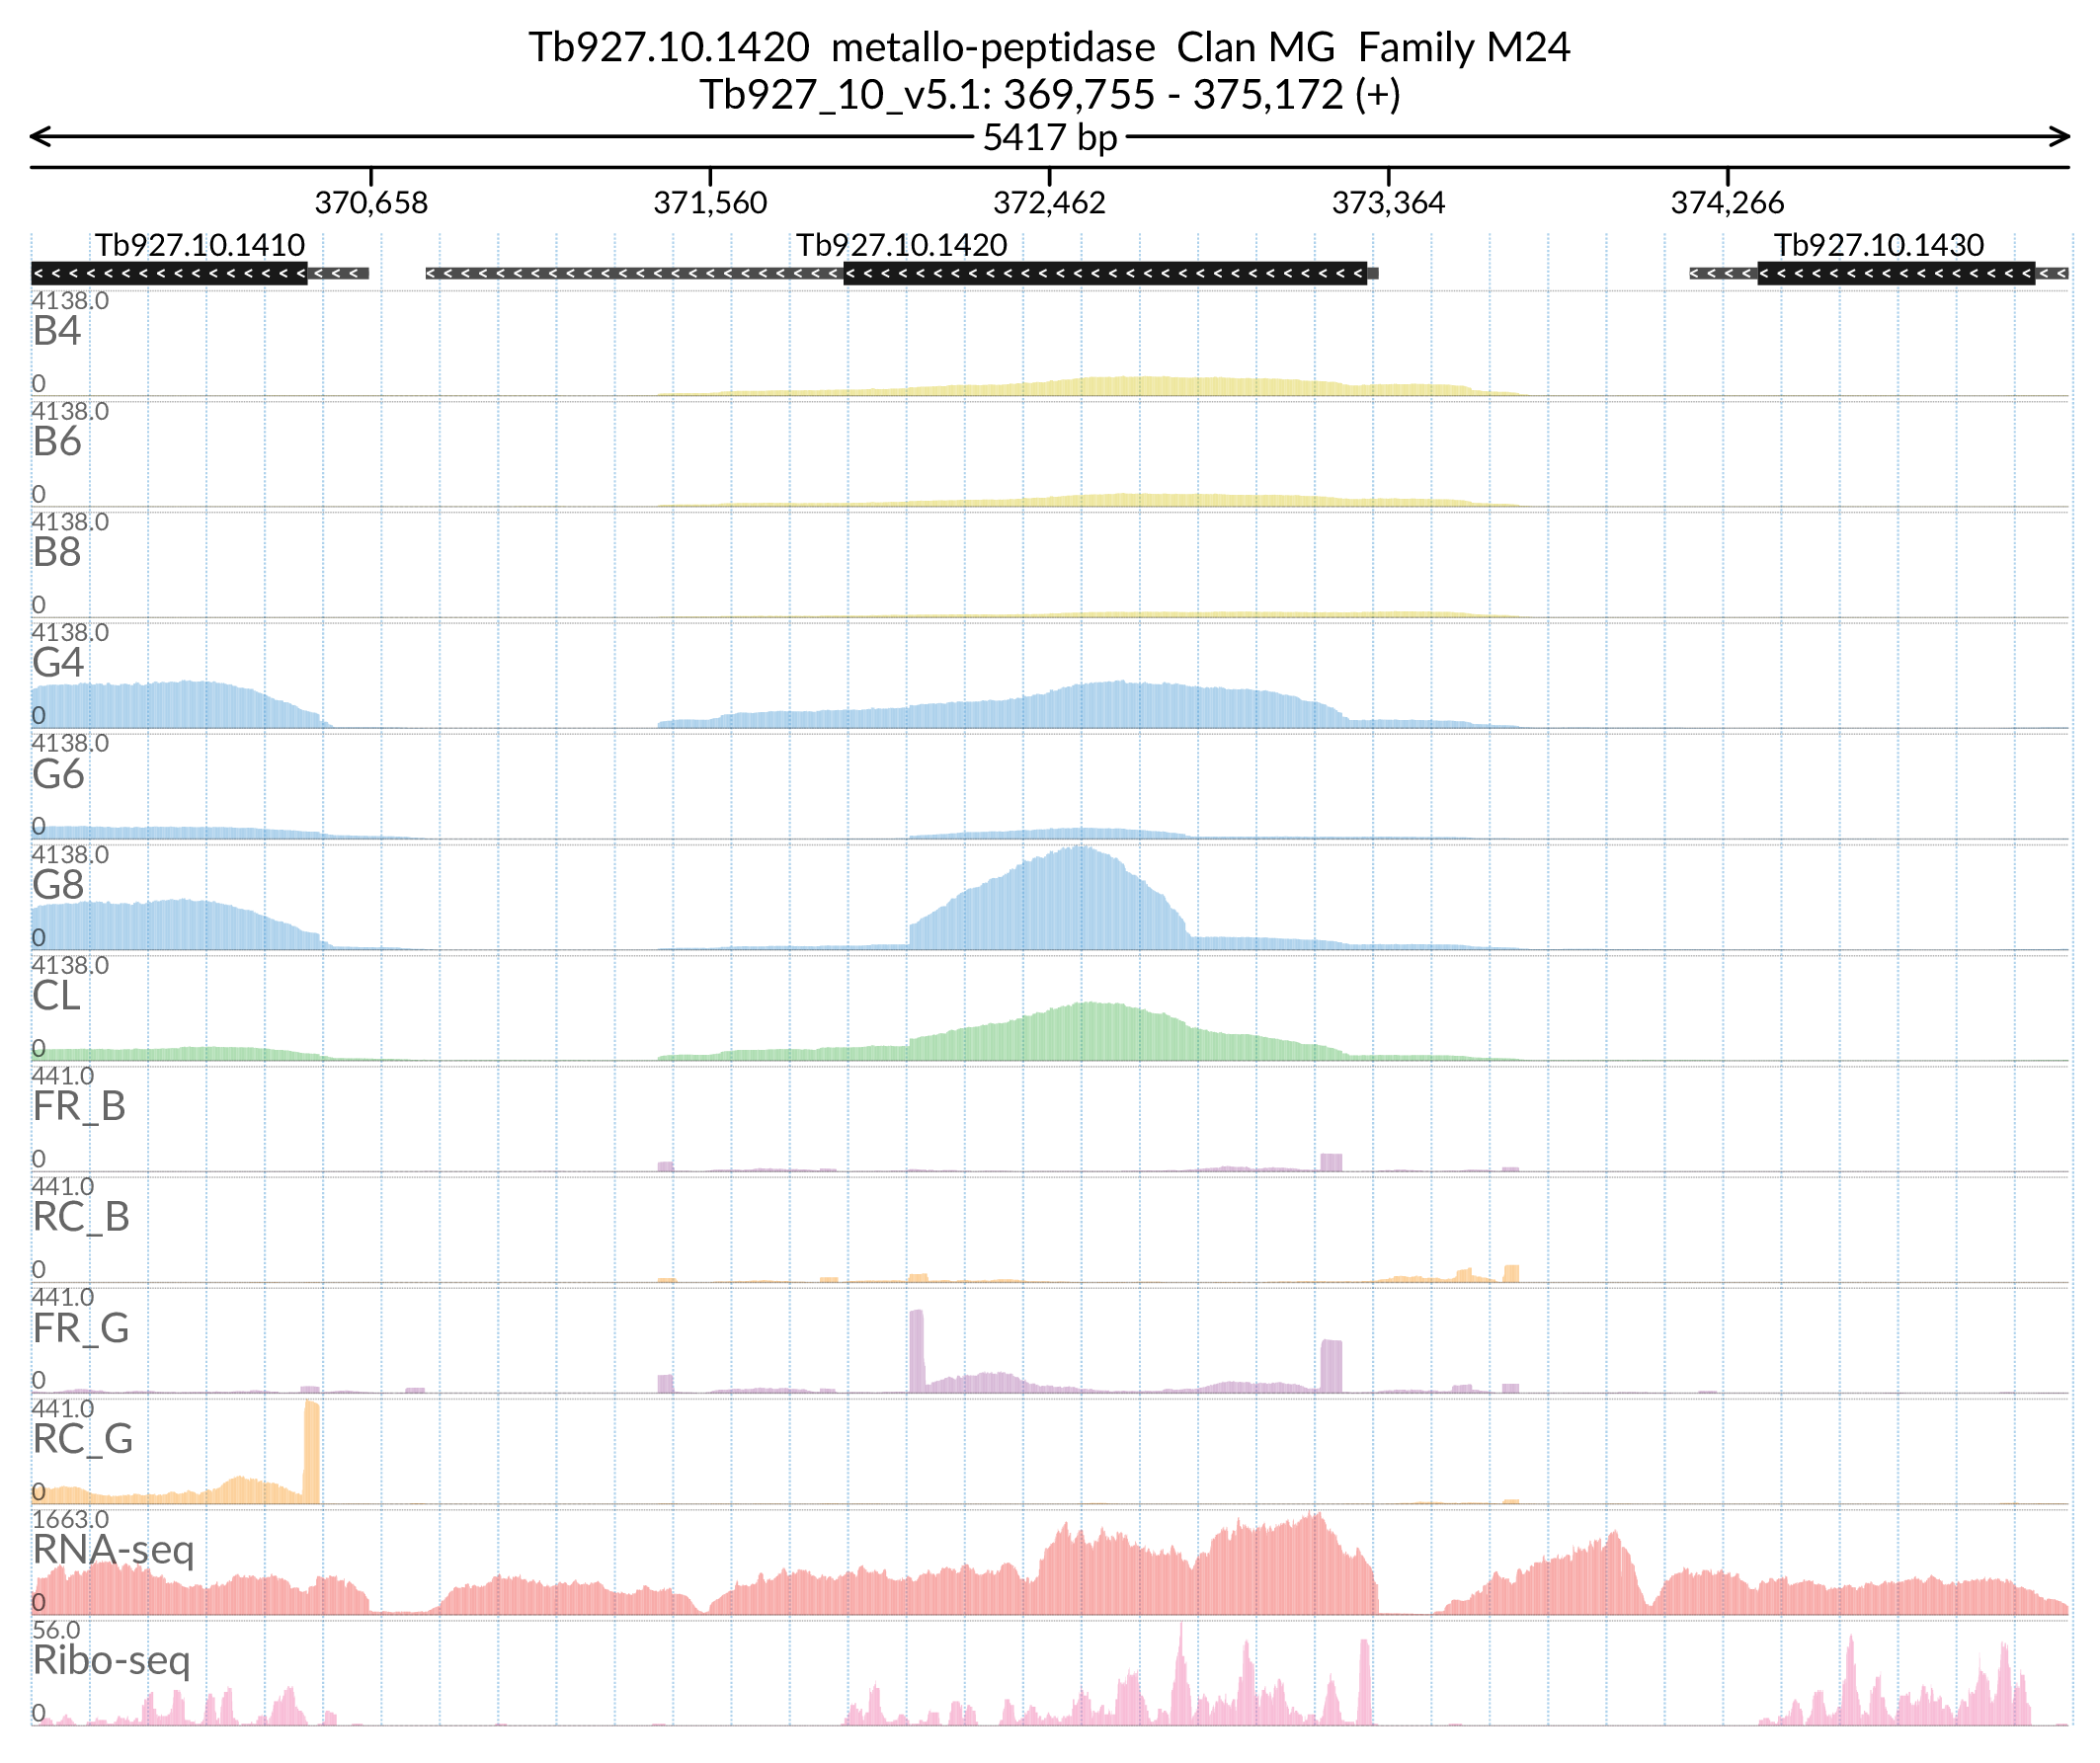 Tb927.10.1420 metallo-peptidase Clan MG Family M24
Tb927_10_v5.1: 369,755 - 375,172 (+)
5417 bp
370,658 371,560 372,462 373,364 374,266
Tb927.10.1410 Tb927.10.1420 Tb927.10.1430
4138.0
B4
0
4138.0
B6
0
4138.0
B8
0
4138.0
G4
0
4138.0
G6
0
4138.0
G8
0
4138.0
CL
0
441.0
FR_B
0
441.0
RC_B
0
441.0
FR_G
0
441.0
RC_G
0
1663.0
RNA-seq
0
56.0
Ribo-seq
0